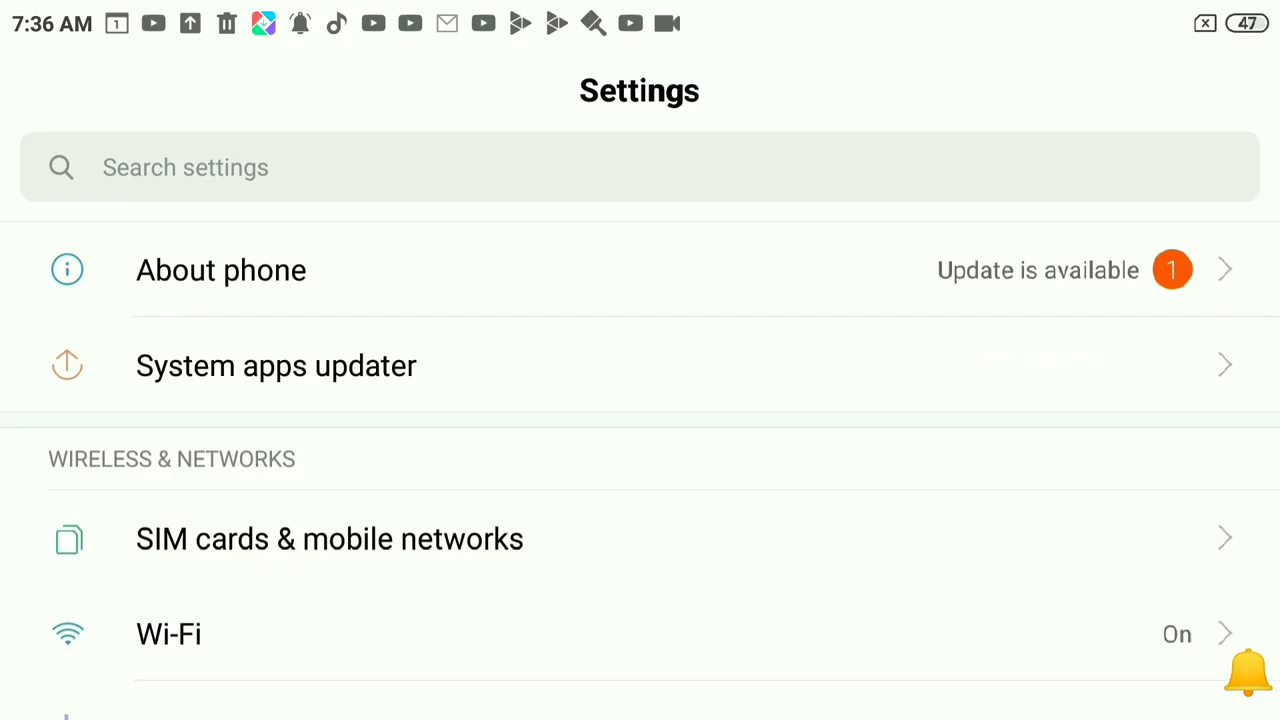 7:36 AM 1 47
Settings
Search settings
About phone Update is available 1
System apps updater
WIRELESS & NETWORKS
SIM cards & mobile networks
Wi-Fi On